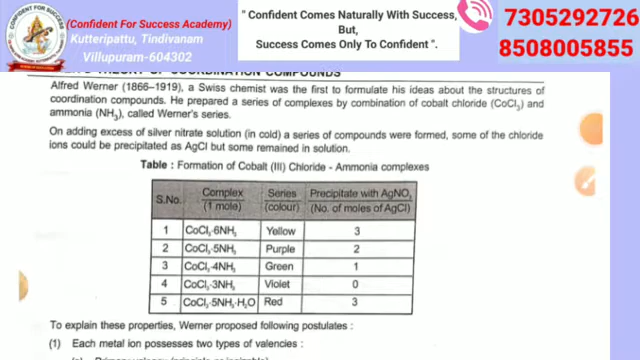 (Confident For Success Academy)
Kutteripattu, Tindivanam
Villupuram-604302
" Confident Comes Naturally With Success,
But,
Success Comes Only To Confident ".
7305292726
8508005855
THEORY OF COORDINATION COMPOUNDS
Alfred Werner (1866–1919), a Swiss chemist was the first to formulate his ideas about the structures of
coordination compounds. He prepared a series of complexes by combination of cobalt chloride (CoCl₃) and
ammonia (NH₃), called Werner's series.
On adding excess of silver nitrate solution (in cold) a series of compounds were formed, some of the chloride
ions could be precipitated as AgCl but some remained in solution.
Table : Formation of Cobalt (III) Chloride - Ammonia complexes
S.No. Complex (1 mole) Series (colour) Precipitate with AgNO₃ (No. of moles of AgCl)
1 CoCl₃·6NH₃ Yellow 3
2 CoCl₃·5NH₃ Purple 2
3 CoCl₃·4NH₃ Green 1
4 CoCl₃·3NH₃ Violet 0
5 CoCl₃·5NH₃·H₂O Red 3
To explain these properties, Werner proposed following postulates :
(1) Each metal ion possesses two types of valencies :